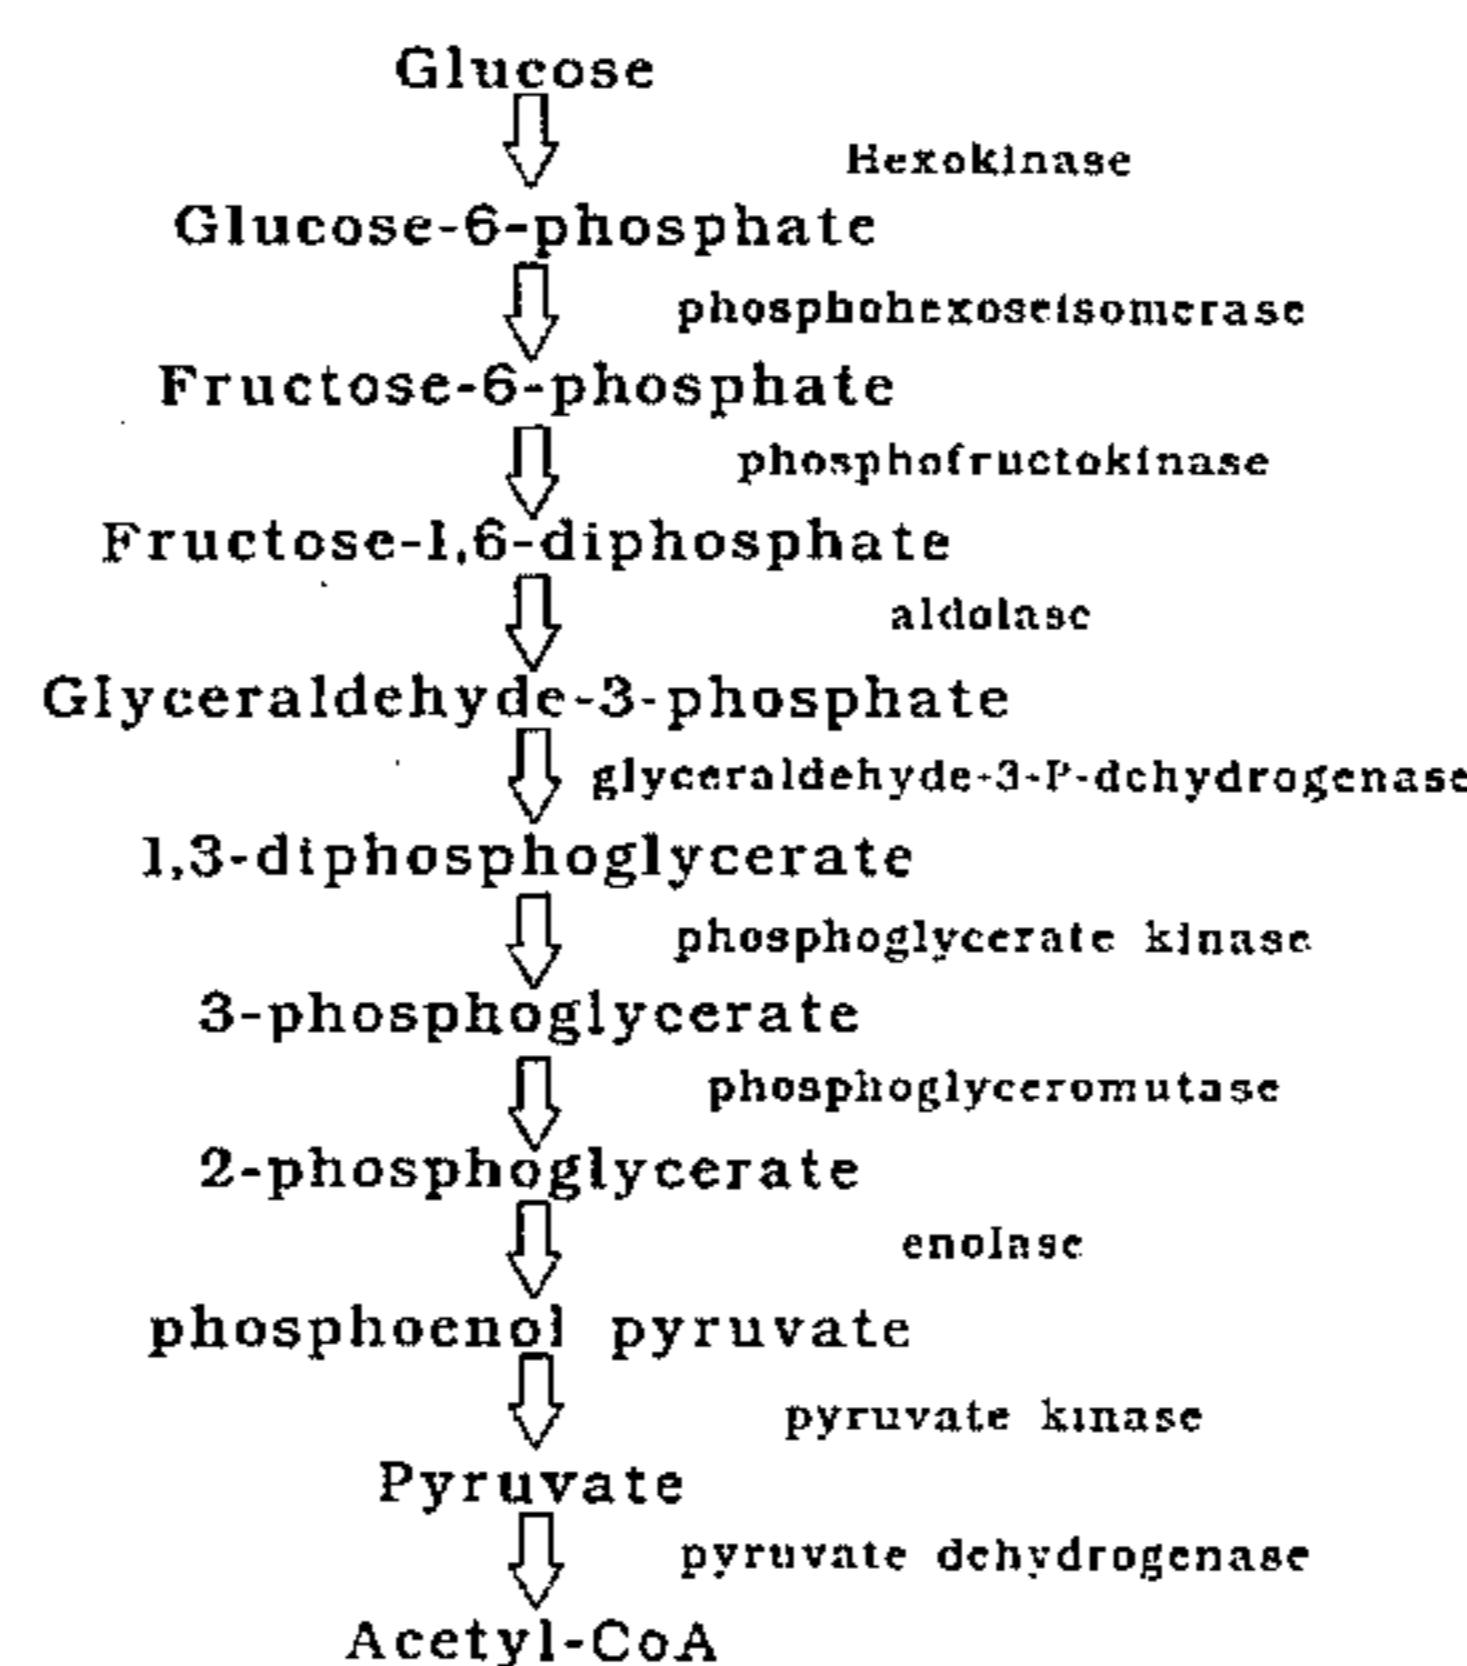 Glucose
Hexokinase
Glucose-6-phosphate
phosphohexoseisomerase
Fructose-6-phosphate
phosphofructokinase
Fructose-1,6-diphosphate
aldolase
Glyceraldehyde-3-phosphate
glyceraldehyde-3-P-dehydrogenase
1,3-diphosphoglycerate
phosphoglycerate kinase
3-phosphoglycerate
phosphoglyceromutase
2-phosphoglycerate
enolase
phosphoenol pyruvate
pyruvate kinase
Pyruvate
pyruvate dehydrogenase
Acetyl-CoA